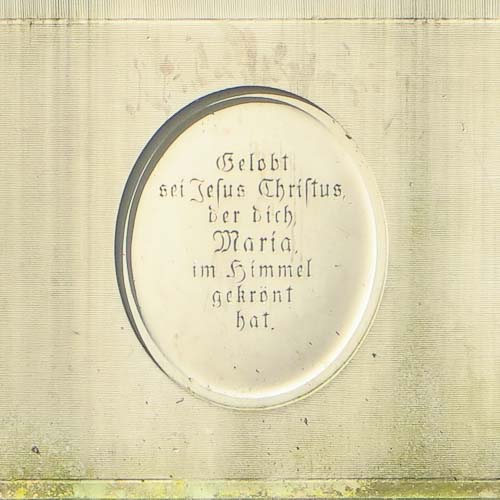 Gelobt
sei Jeſus Chriſtus,
der dich,
Maria,
im Himmel
gekrönt
hat.